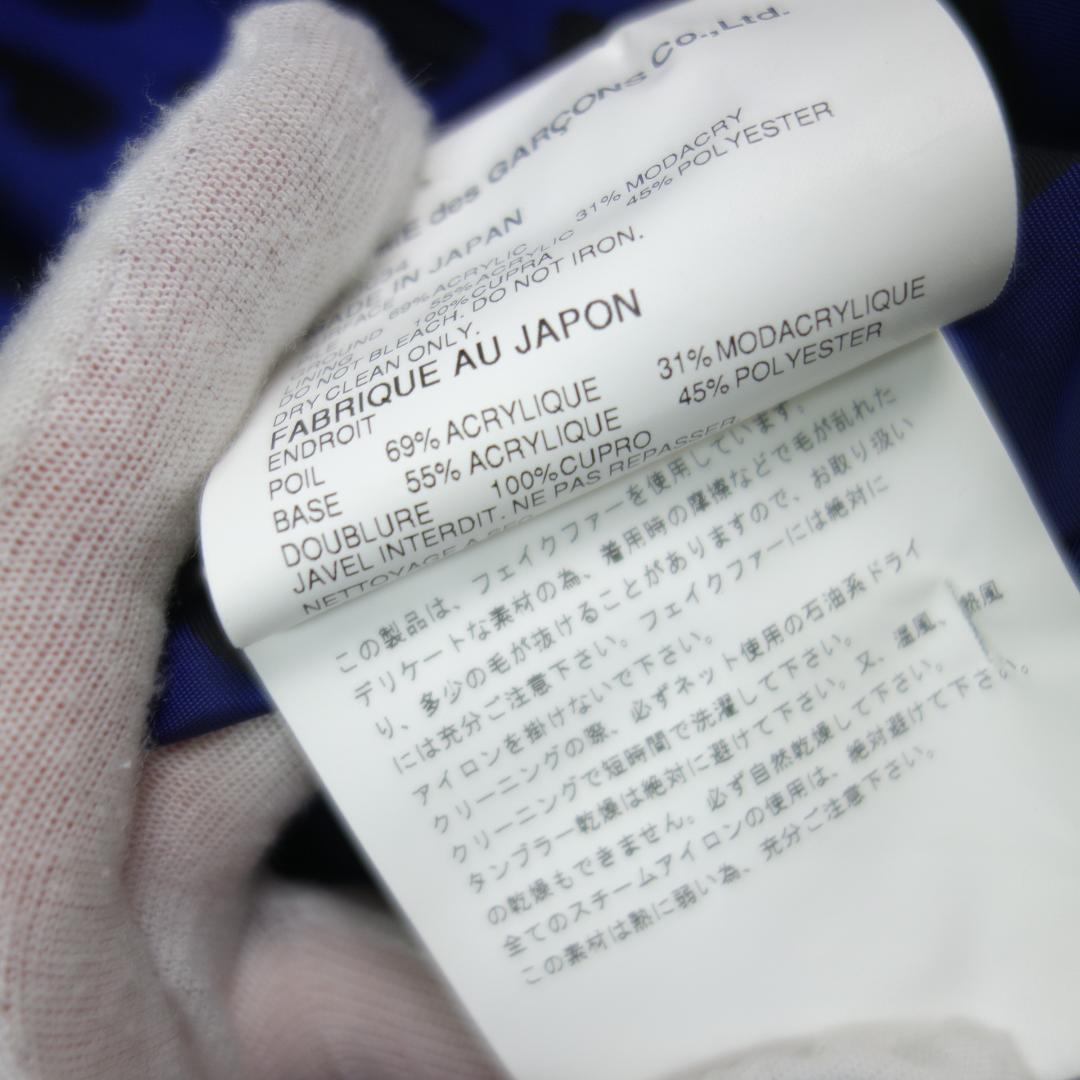 des GARÇONS Co.,Ltd.
MADE IN JAPAN
69% ACRYLIC 31% MODACRY
55% ACRYLIC 45% POLYESTER
LINING 100% CUPRA
DO NOT BLEACH. DO NOT IRON.
DRY CLEAN ONLY.
FABRIQUE AU JAPON
ENDROIT
POIL 69% ACRYLIQUE 31% MODACRYLIQUE
BASE 55% ACRYLIQUE 45% POLYESTER
DOUBLURE 100% CUPRO
JAVEL INTERDIT. NE PAS REPASSER
NETTOYAGE A SEC
この製品は、フェイクファーを使用しています。
デリケートな素材の為、着用時の摩擦などで毛が乱れた
り、多少の毛が抜けることがありますので、お取り扱い
には充分ご注意下さい。フェイクファーには絶対に
アイロンを掛けないで下さい。
クリーニングの際、必ずネット使用の石油系ドライ
クリーニングで短時間で洗濯して下さい。又、温風、熱風
タンブラー乾燥は絶対に避けて下さい。
の乾燥もできません。必ず自然乾燥して下さい。
全てのスチームアイロンの使用は、絶対避けて下さい。
この素材は熱に弱い為、充分ご注意下さい。